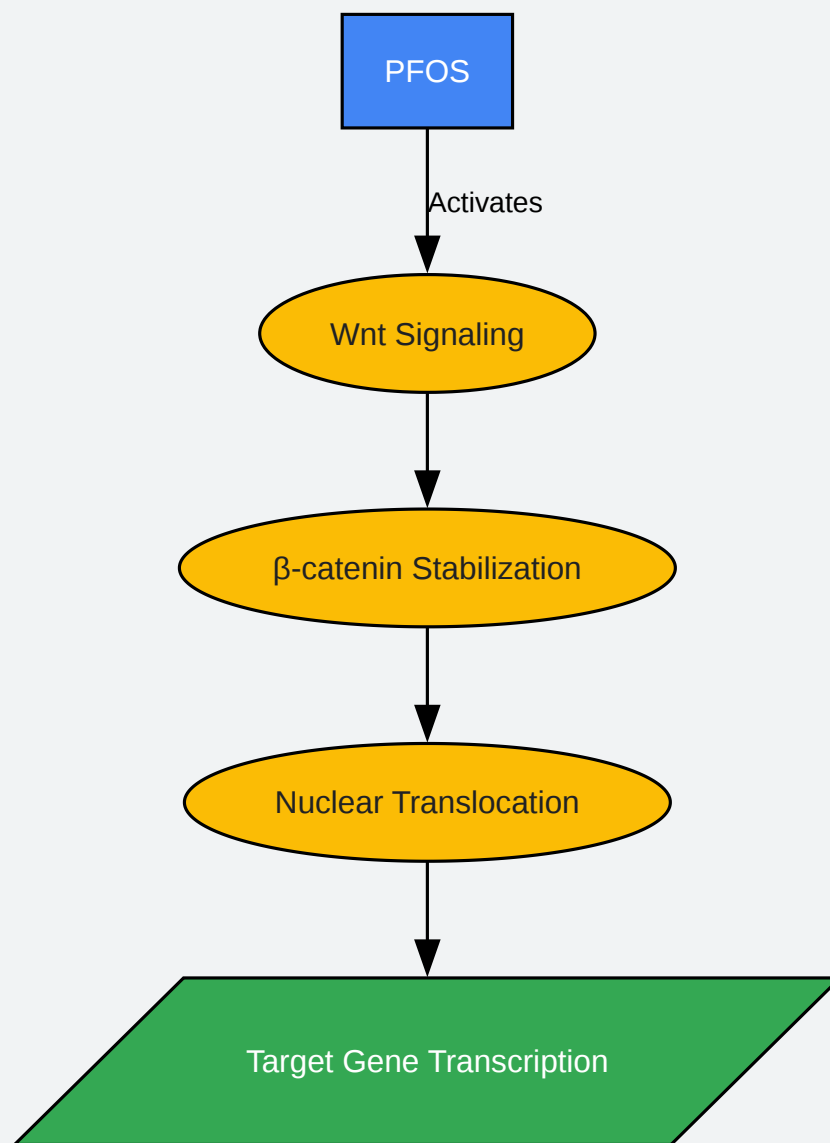 PFOS
Activates
Wnt Signaling
β-catenin Stabilization
Nuclear Translocation
Target Gene Transcription